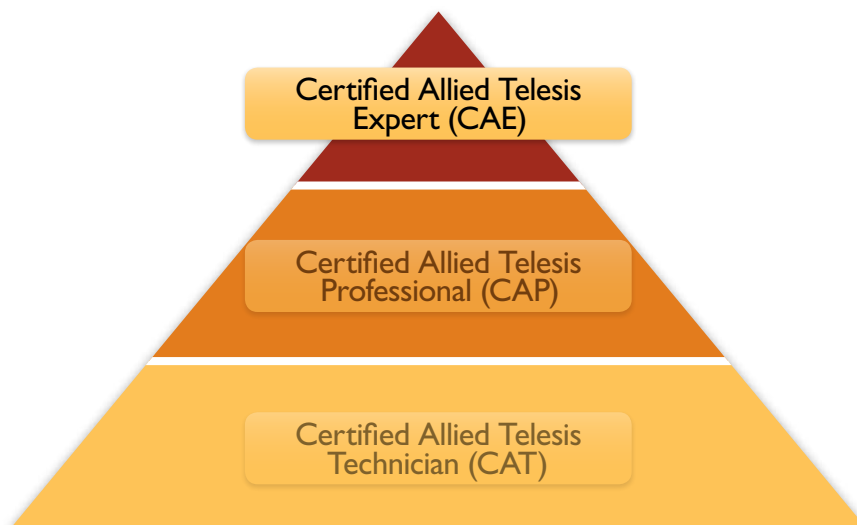 Certified Allied Telesis
Expert (CAE)
Certified Allied Telesis
Professional (CAP)
Certified Allied Telesis
Technician (CAT)